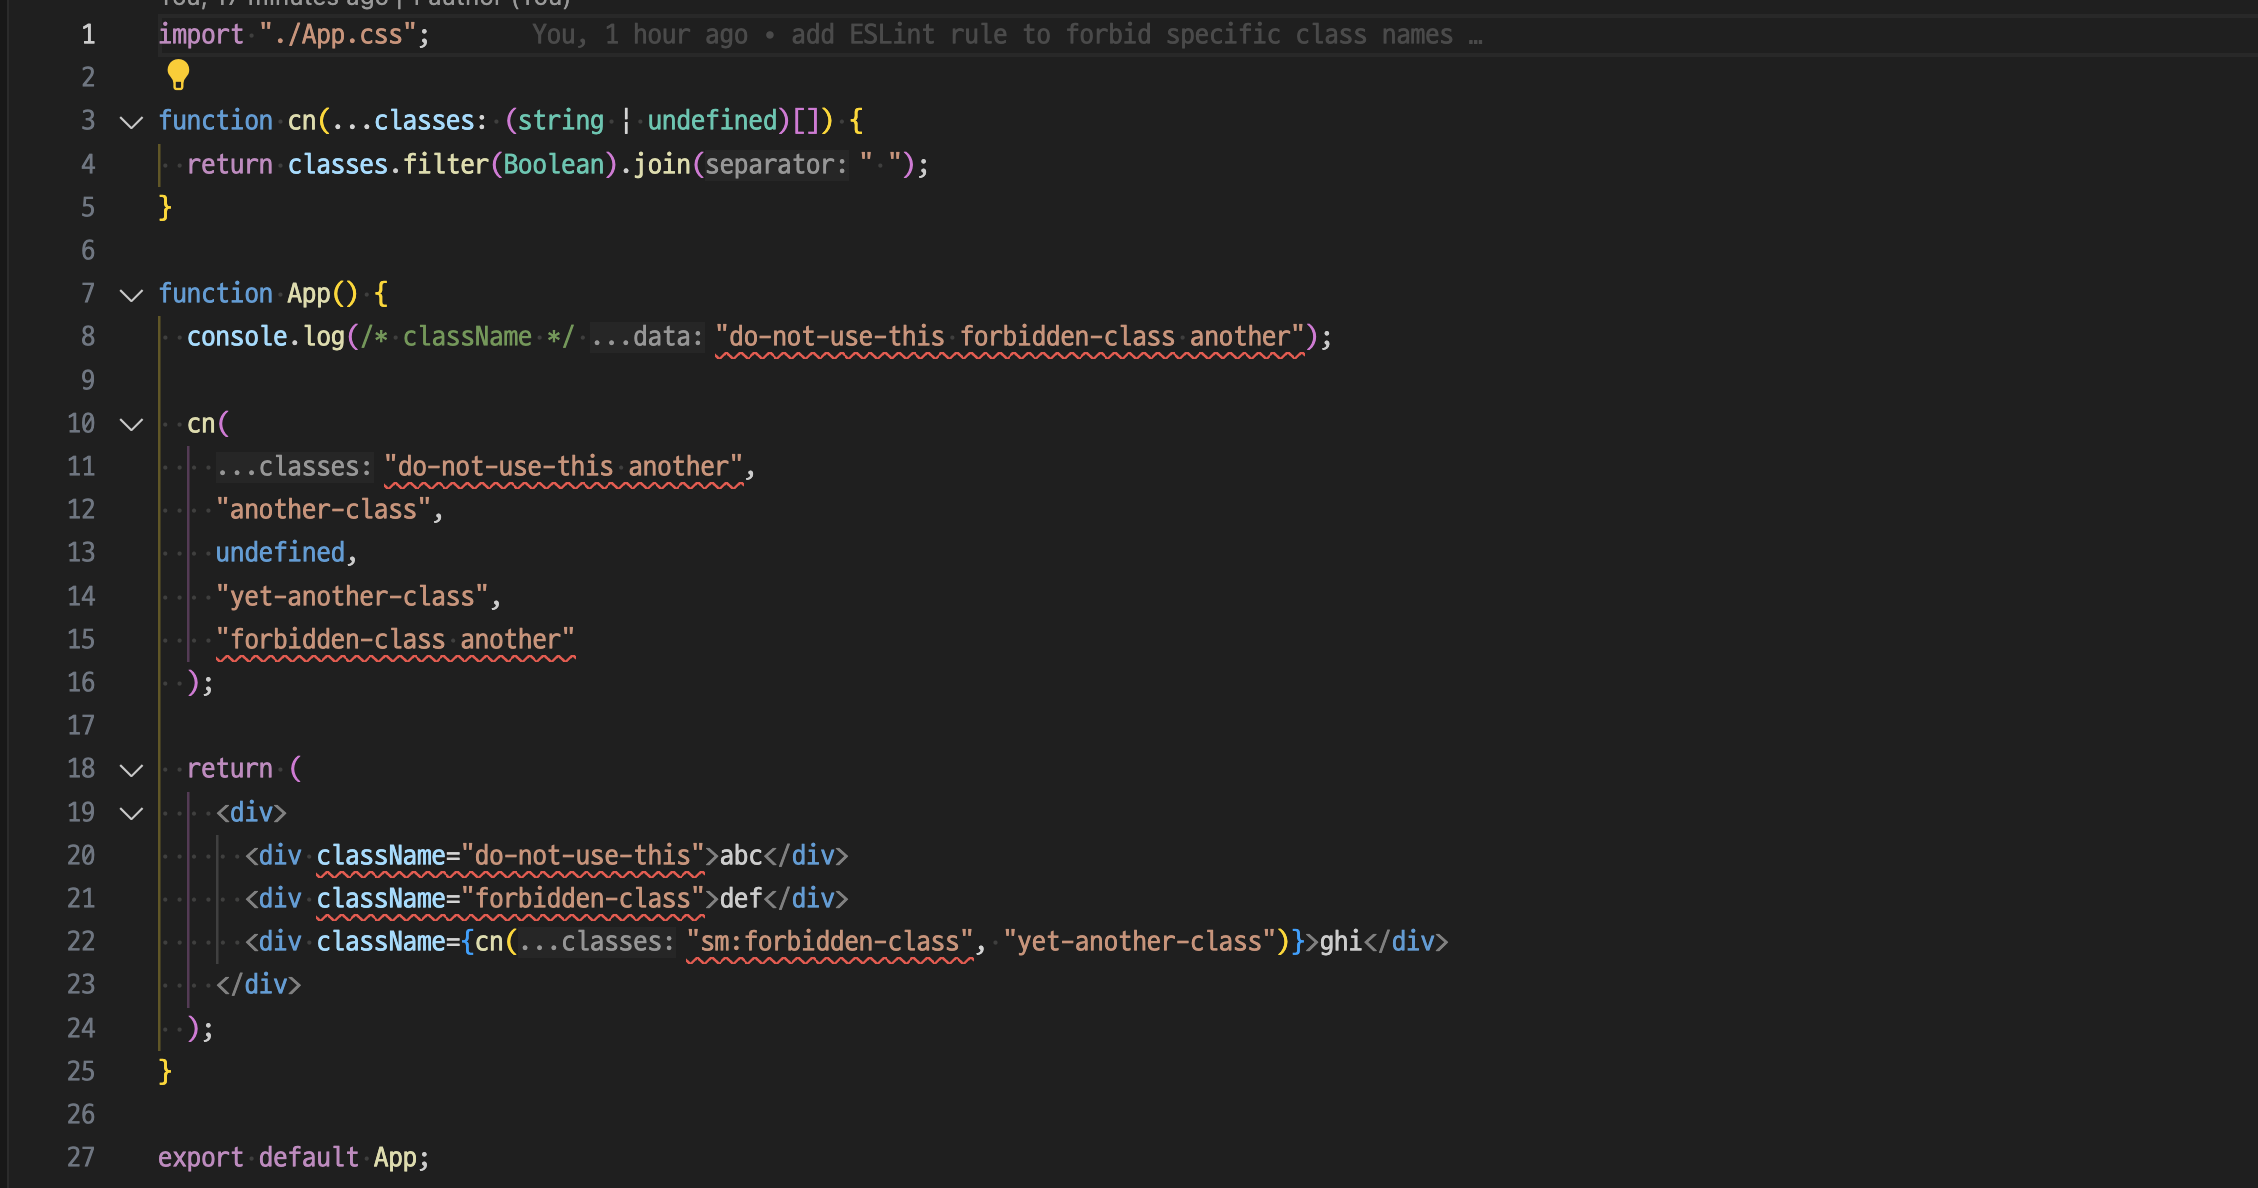 You, 17 minutes ago | 1 author (You)
1 import "./App.css"; You, 1 hour ago • add ESLint rule to forbid specific class names …
2
3 function cn(...classes: (string | undefined)[]) {
4 return classes.filter(Boolean).join(separator: " ");
5 }
6
7 function App() {
8 console.log(/* className */ ...data: "do-not-use-this forbidden-class another");
9
10 cn(
11 ...classes: "do-not-use-this another",
12 "another-class",
13 undefined,
14 "yet-another-class",
15 "forbidden-class another"
16 );
17
18 return (
19 <div>
20 <div className="do-not-use-this">abc</div>
21 <div className="forbidden-class">def</div>
22 <div className={cn(...classes: "sm:forbidden-class", "yet-another-class")}>ghi</div>
23 </div>
24 );
25 }
26
27 export default App;